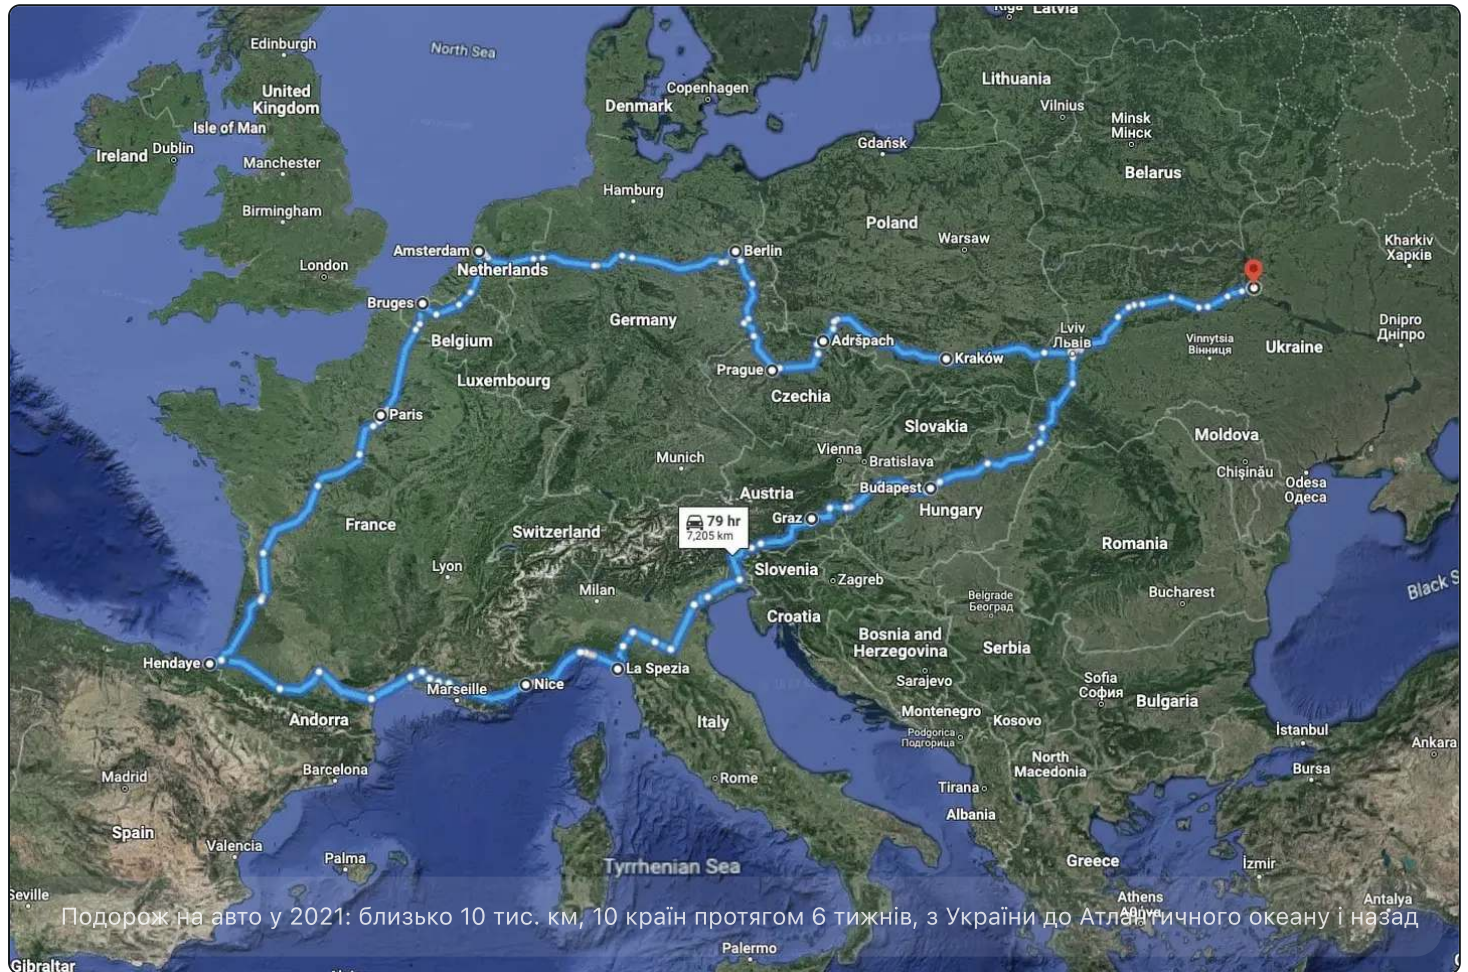 Riga
Latvia
Edinburgh
North Sea
United
Kingdom
Denmark
Copenhagen
Lithuania
Vilnius
Isle of Man
Ireland
Dublin
Minsk
Мінск
Gdańsk
Manchester
Belarus
Hamburg
Birmingham
Poland
Warsaw
Kharkiv
Харків
Amsterdam
Berlin
Netherlands
London
Bruges
Germany
Belgium
Adršpach
Lviv
Львів
Vinnytsia
Вінниця
Ukraine
Dnipro
Дніпро
Kraków
Prague
Luxembourg
Czechia
Paris
Slovakia
Moldova
Vienna
Bratislava
Munich
Chișinău
Odesa
Одеса
Austria
Budapest
Hungary
France
Graz
79 hr
7,205 km
Switzerland
Romania
Lyon
Slovenia
Zagreb
Milan
Belgrade
Београд
Bucharest
Black S
Croatia
Bosnia and
Herzegovina
Serbia
Hendaye
La Spezia
Marseille
Nice
Sarajevo
Sofia
София
Bulgaria
Andorra
Italy
Montenegro
Kosovo
Podgorica
Подгорица
İstanbul
Ankara
North
Macedonia
Bursa
Madrid
Barcelona
Rome
Tirana
Albania
Spain
Valencia
Palma
Tyrrhenian Sea
Greece
İzmir
Seville
Athens
Αθήνα
Antalya
Подорож на авто у 2021: близько 10 тис. км, 10 країн протягом 6 тижнів, з України до Атлантичного океану і назад
Palermo
Gibraltar